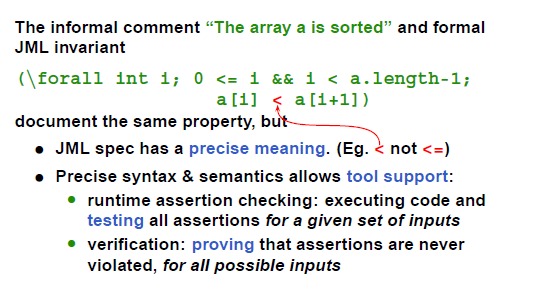 The informal comment “The array a is sorted” and formal
JML invariant
(\forall int i; 0 <= i && i < a.length-1;
a[i] < a[i+1])
document the same property, but
• JML spec has a precise meaning. (Eg. < not <=)
• Precise syntax & semantics allows tool support:
• runtime assertion checking: executing code and
testing all assertions for a given set of inputs
• verification: proving that assertions are never
violated, for all possible inputs